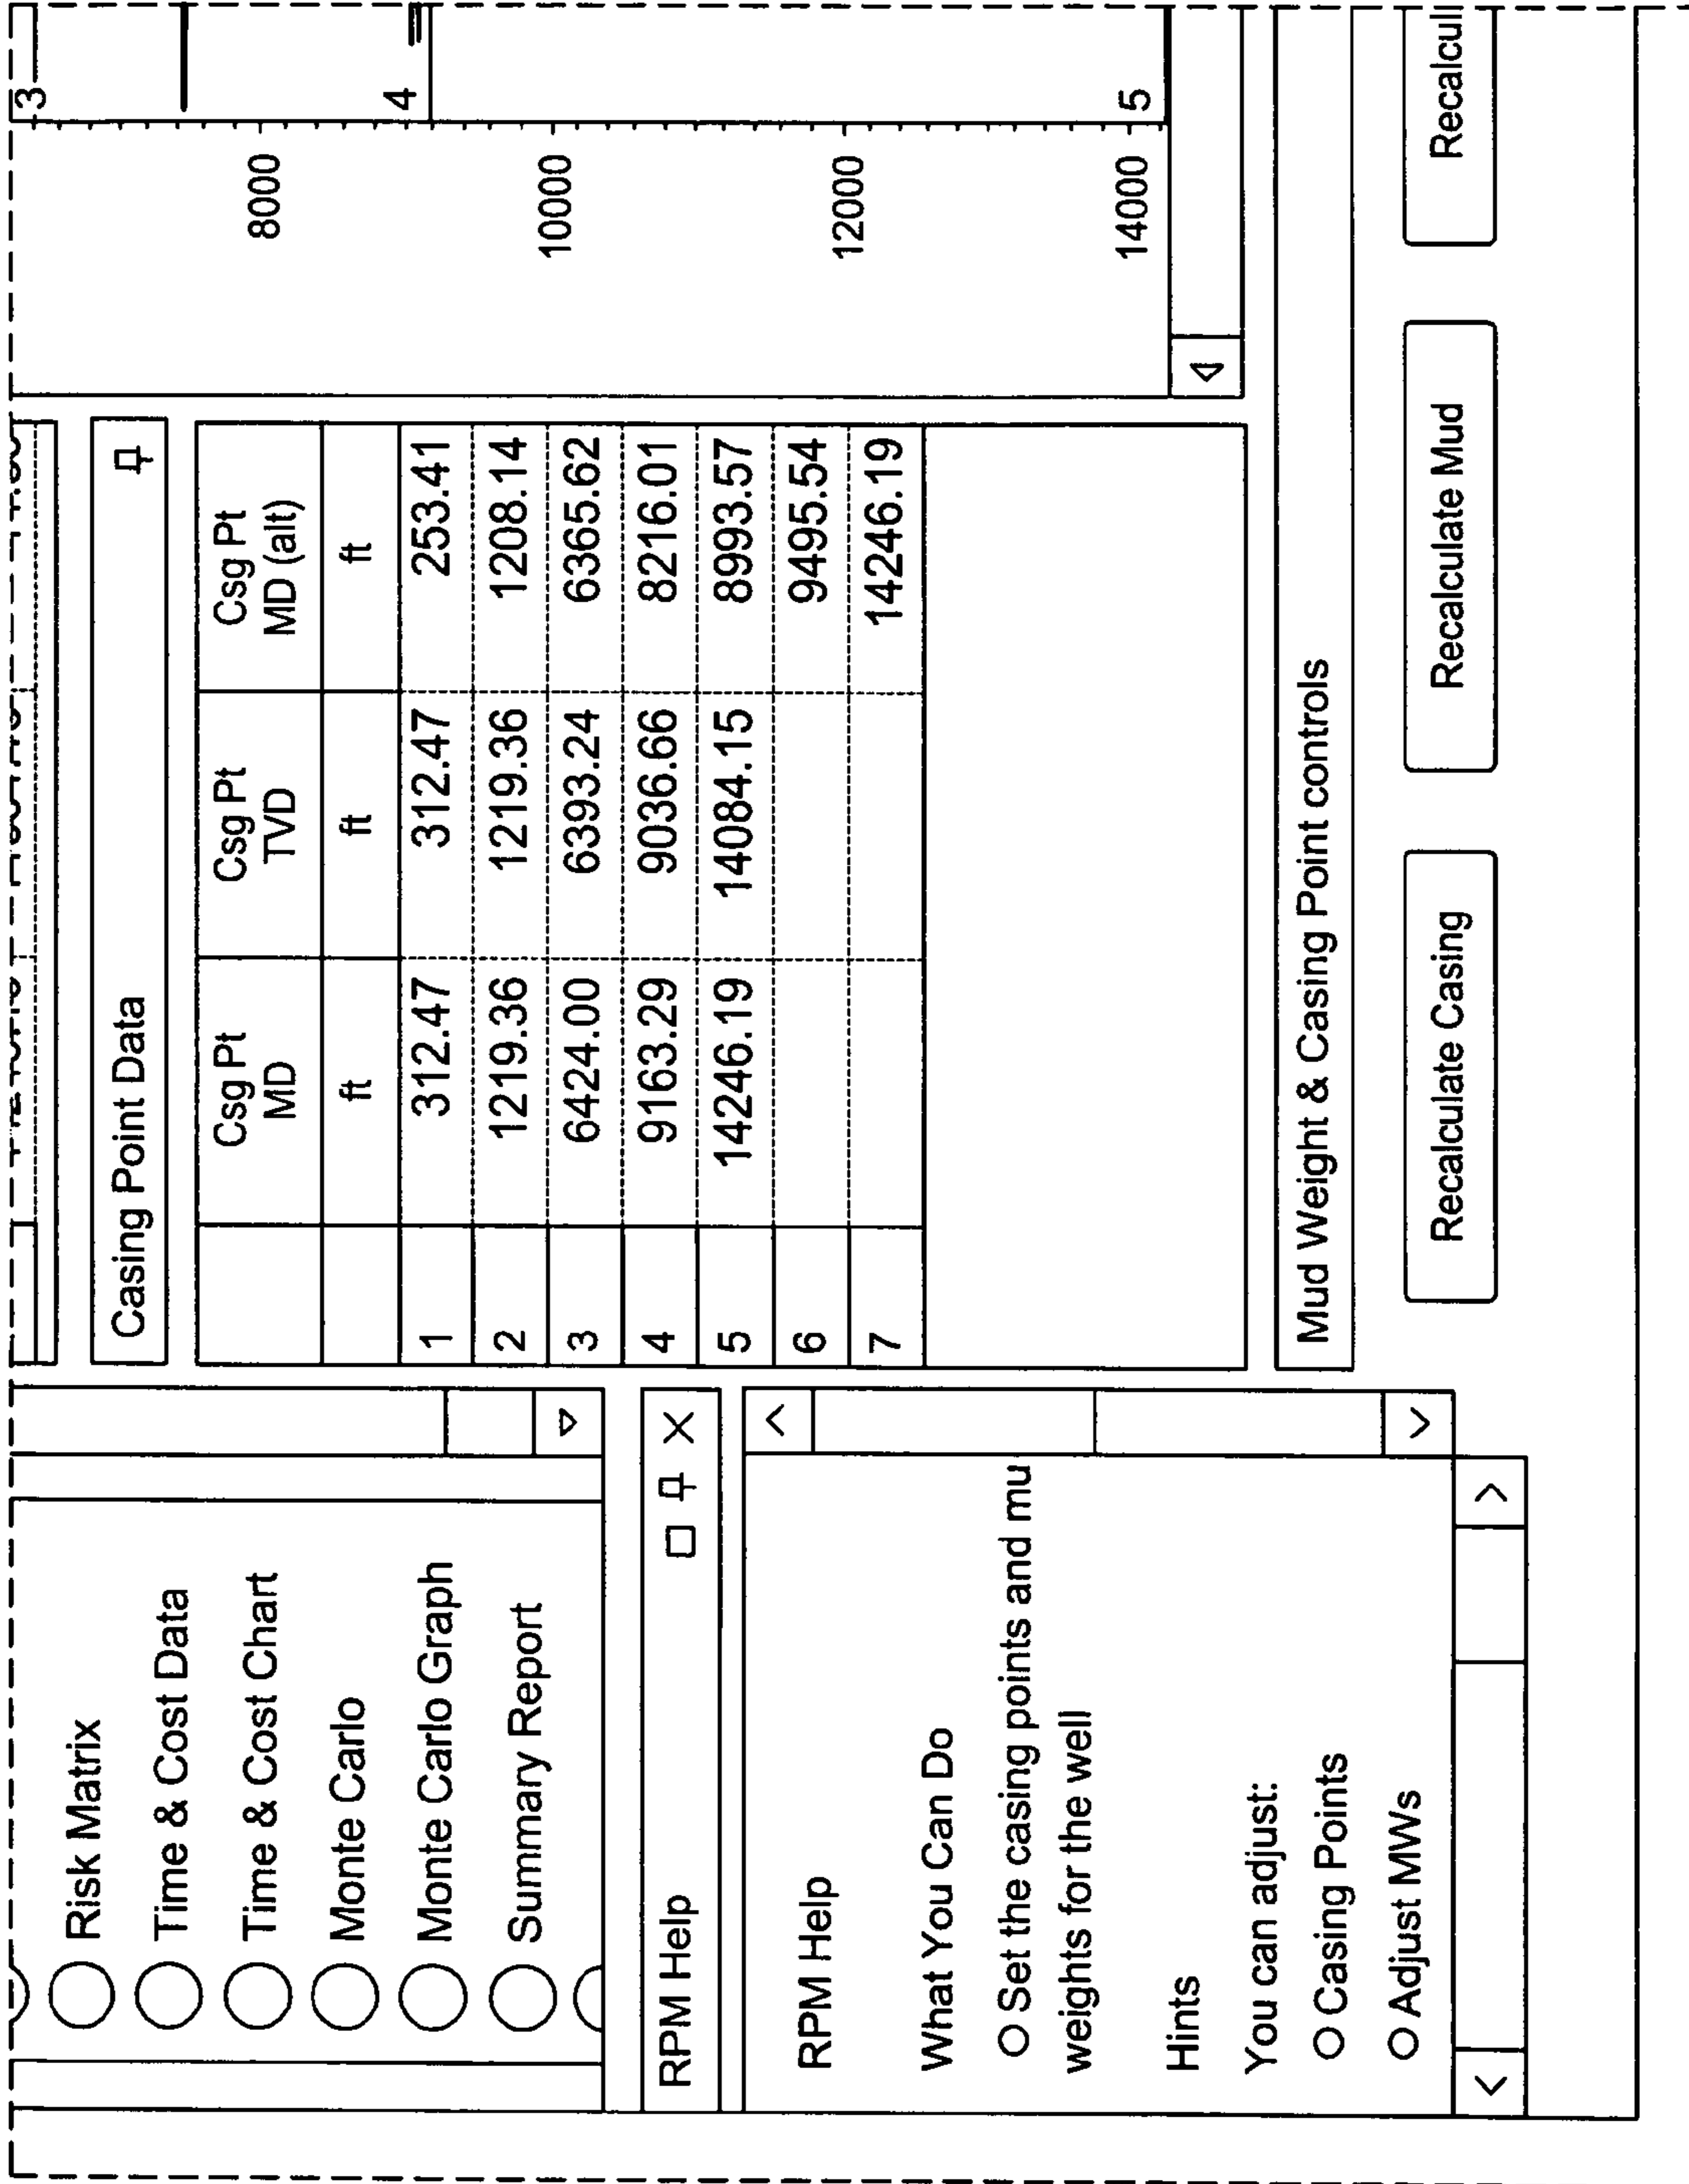 Risk Matrix
Time & Cost Data
Time & Cost Chart
Monte Carlo
Monte Carlo Graph
Summary Report
RPM Help
RPM Help
What You Can Do
Set the casing points and mu
weights for the well
Hints
You can adjust:
Casing Points
Adjust MWs
Casing Point Data
Csg Pt MD Csg Pt TVD Csg Pt MD (alt)
ft ft ft
1 312.47 312.47 253.41
2 1219.36 1219.36 1208.14
3 6424.00 6393.24 6365.62
4 9163.29 9036.66 8216.01
5 14246.19 14084.15 8993.57
6 9495.54
7 14246.19
3
8000
4
10000
12000
14000 5
Mud Weight & Casing Point controls
Recalculate Casing Recalculate Mud Recalcul